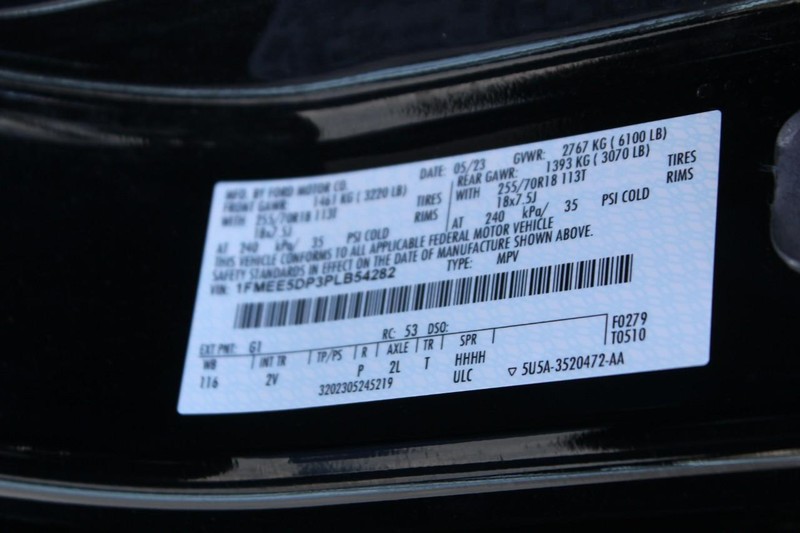 MFD. BY FORD MOTOR CO.
DATE: 05/23 GVWR: 2767 KG ( 6100 LB)
FRONT GAWR: 1461 KG ( 3220 LB)
REAR GAWR: 1393 KG ( 3070 LB)
WITH 255/70R18 113T TIRES
WITH 255/70R18 113T TIRES
18x7.5J RIMS
18x7.5J RIMS
AT 240 kPa/ 35 PSI COLD
AT 240 kPa/ 35 PSI COLD
THIS VEHICLE CONFORMS TO ALL APPLICABLE FEDERAL MOTOR VEHICLE
SAFETY STANDARDS IN EFFECT ON THE DATE OF MANUFACTURE SHOWN ABOVE.
VIN: 1FMEE5DP3PLB54282 TYPE: MPV
EXT PNT: G1 RC: 53 DSO: F0279
WB INT TR TP/PS R AXLE TR SPR T0510
116 2V P 2L T HHHH
3202305245219 ULC ▽ 5U5A-3520472-AA